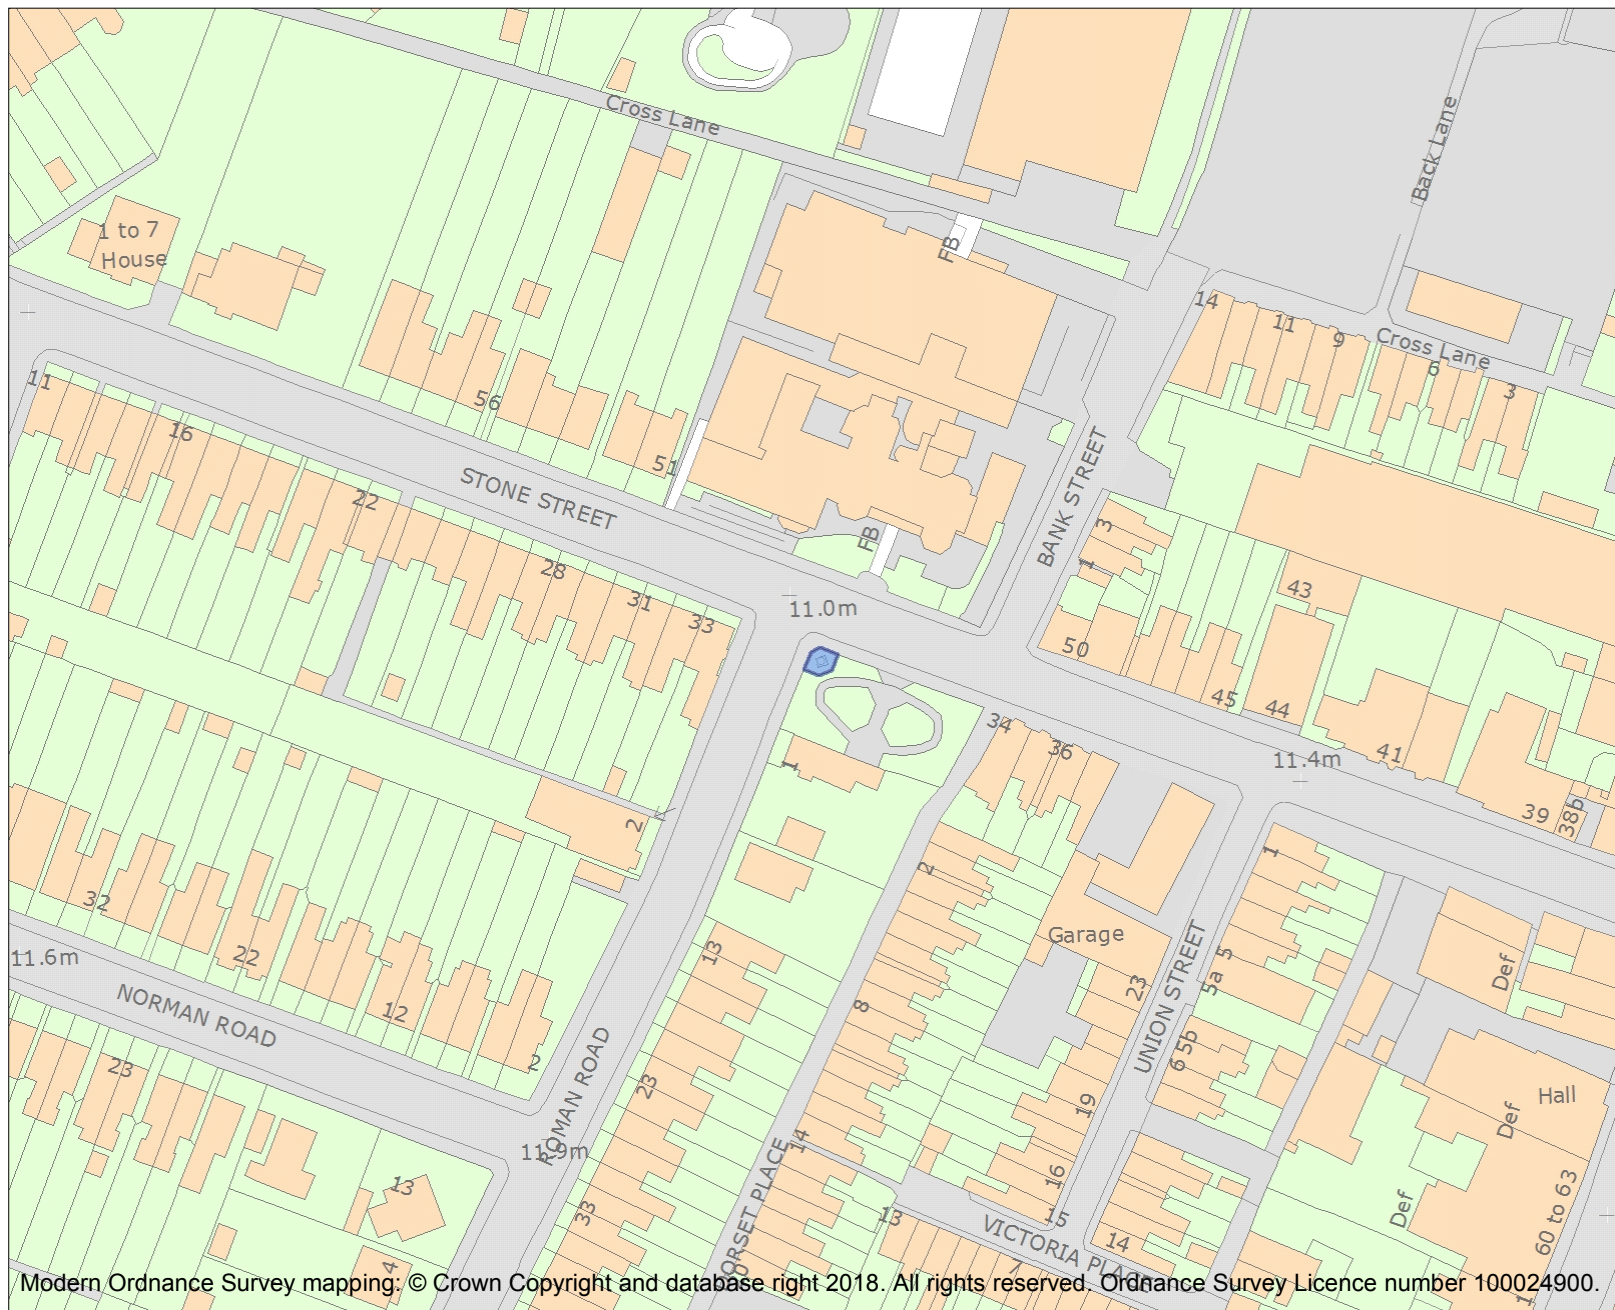 Cross Lane
Back Lane
1 to 7
House
FB
14
11
9
Cross Lane
6
3
11
16
56
51
STONE STREET
22
BANK STREET
3
1
FB
28
31
33
11.0m
43
50
45
44
41
11.4m
34
36
1
2
39
38b
1
2
32
22
13
Garage
5
5a
Def
11.6m
23
8
UNION STREET
NORMAN ROAD
12
2
6 5b
23
ROMAN ROAD
23
19
Hall
Def
11.9m
14
16
13
DORSET PLACE
33
13
15
14
VICTORIA PLACE
Def
60 to 63
4
7
1
Modern Ordnance Survey mapping: © Crown Copyright and database right 2018. All rights reserved. Ordnance Survey Licence number 100024900.